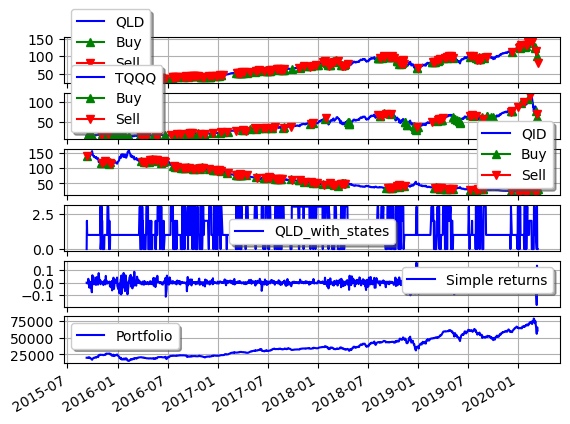 QLD
Buy
Sell
150
100
50
TQQQ
Buy
Sell
100
50
QID
Buy
Sell
150
100
50
QLD_with_states
2.5
0.0
Simple returns
0.1
0.0
−0.1
Portfolio
75000
50000
25000
2015-07
2016-01
2016-07
2017-01
2017-07
2018-01
2018-07
2019-01
2019-07
2020-01